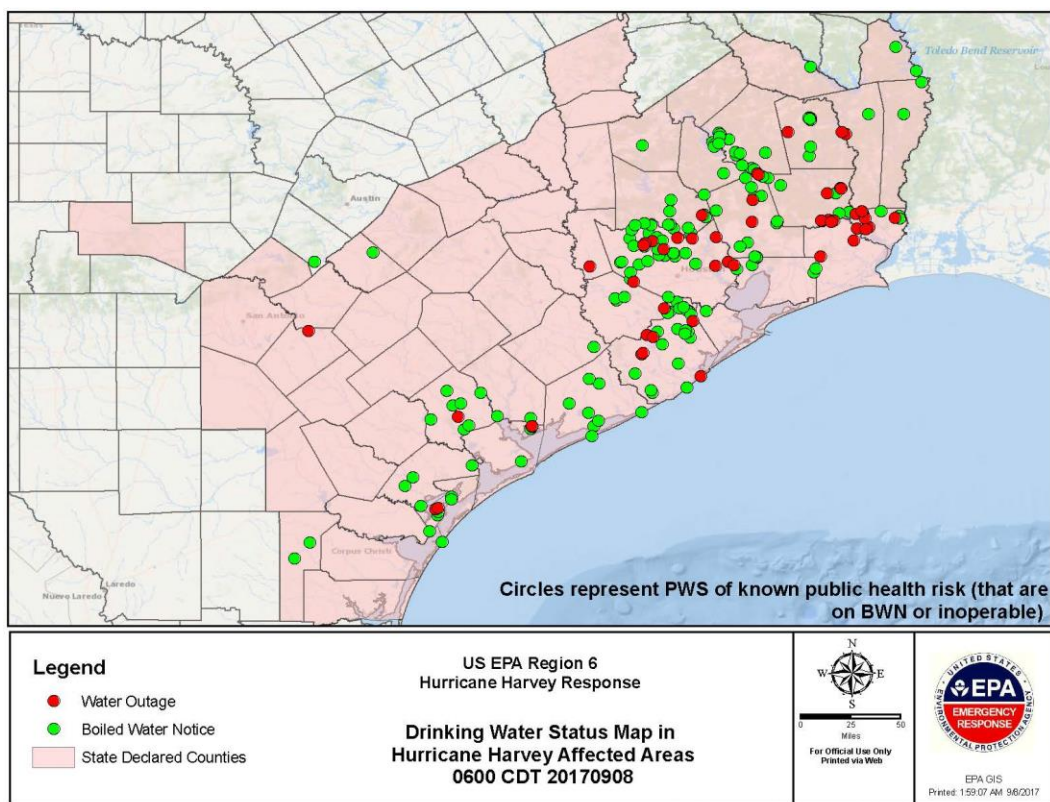 Toledo Bend Reservoir
Austin
San Antonio
Corpus Christi
Laredo
Nuevo Laredo
Circles represent PWS of known public health risk (that are
on BWN or inoperable)
Legend
Water Outage
Boiled Water Notice
State Declared Counties
US EPA Region 6
Hurricane Harvey Response
Drinking Water Status Map in
Hurricane Harvey Affected Areas
0600 CDT 20170908
N
W E
S
0 25 50
Miles
For Official Use Only
Printed via Web
UNITED STATES
EPA
EMERGENCY
RESPONSE
ENVIRONMENTAL PROTECTION AGENCY
EPA GIS
Printed: 1:59:07 AM 9/8/2017